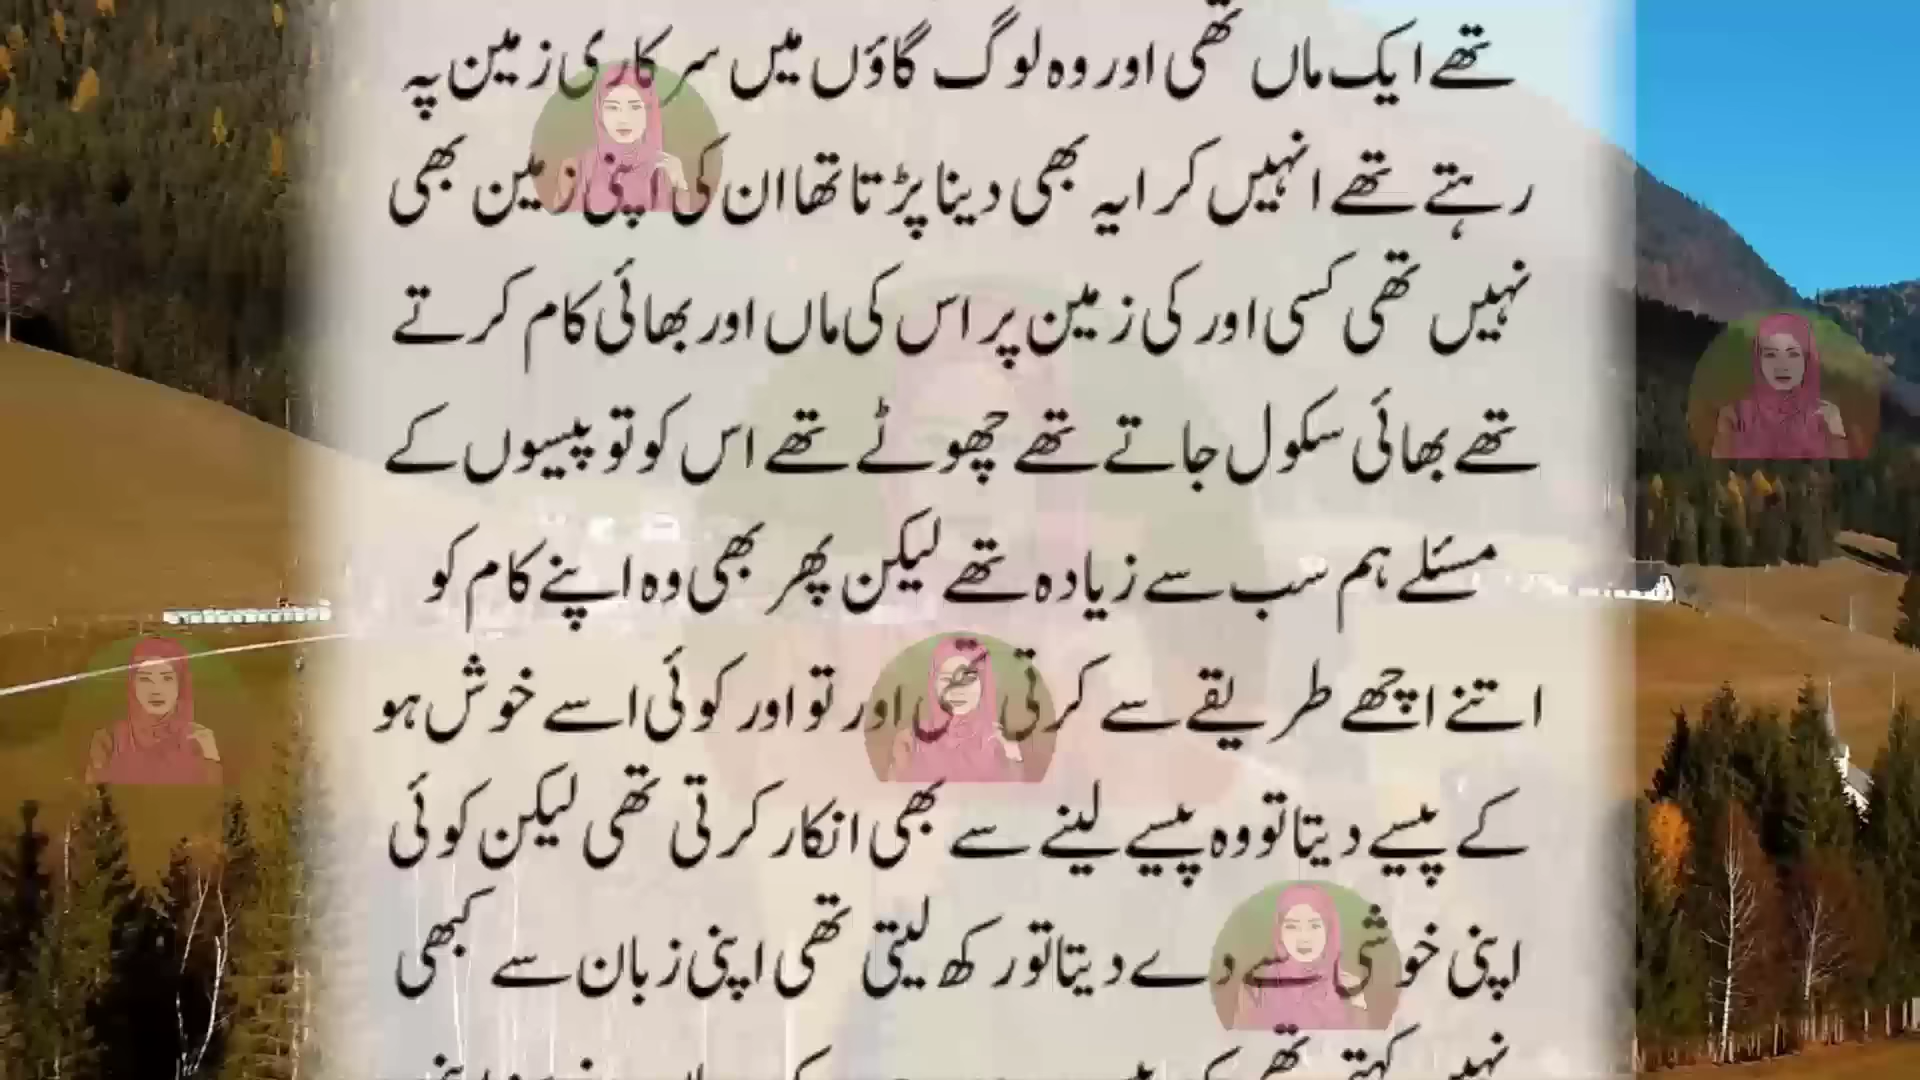 تھے ایک ماں تھی اور وہ لوگ گاؤں میں سرکاری زمین پہ
رہتے تھے انہیں کرایہ بھی دینا پڑتا تھا ان کی اپنی زمین بھی
نہیں تھی کسی اور کی زمین پر اس کی ماں اور بھائی کام کرتے
تھے بھائی سکول جاتے تھے چھوٹے تھے اس کو تو پیسوں کے
مسئلے ہم سب سے زیادہ تھے لیکن پھر بھی وہ اپنے کام کو
اتنے اچھے طریقے سے کرتی تھی اور تو اور کوئی اسے خوش ہو
کے پیسے دیتا تو وہ پیسے لینے سے بھی انکار کرتی تھی لیکن کوئی
اپنی خوشی سے دے دیتا تو رکھ لیتی تھی اپنی زبان سے کبھی